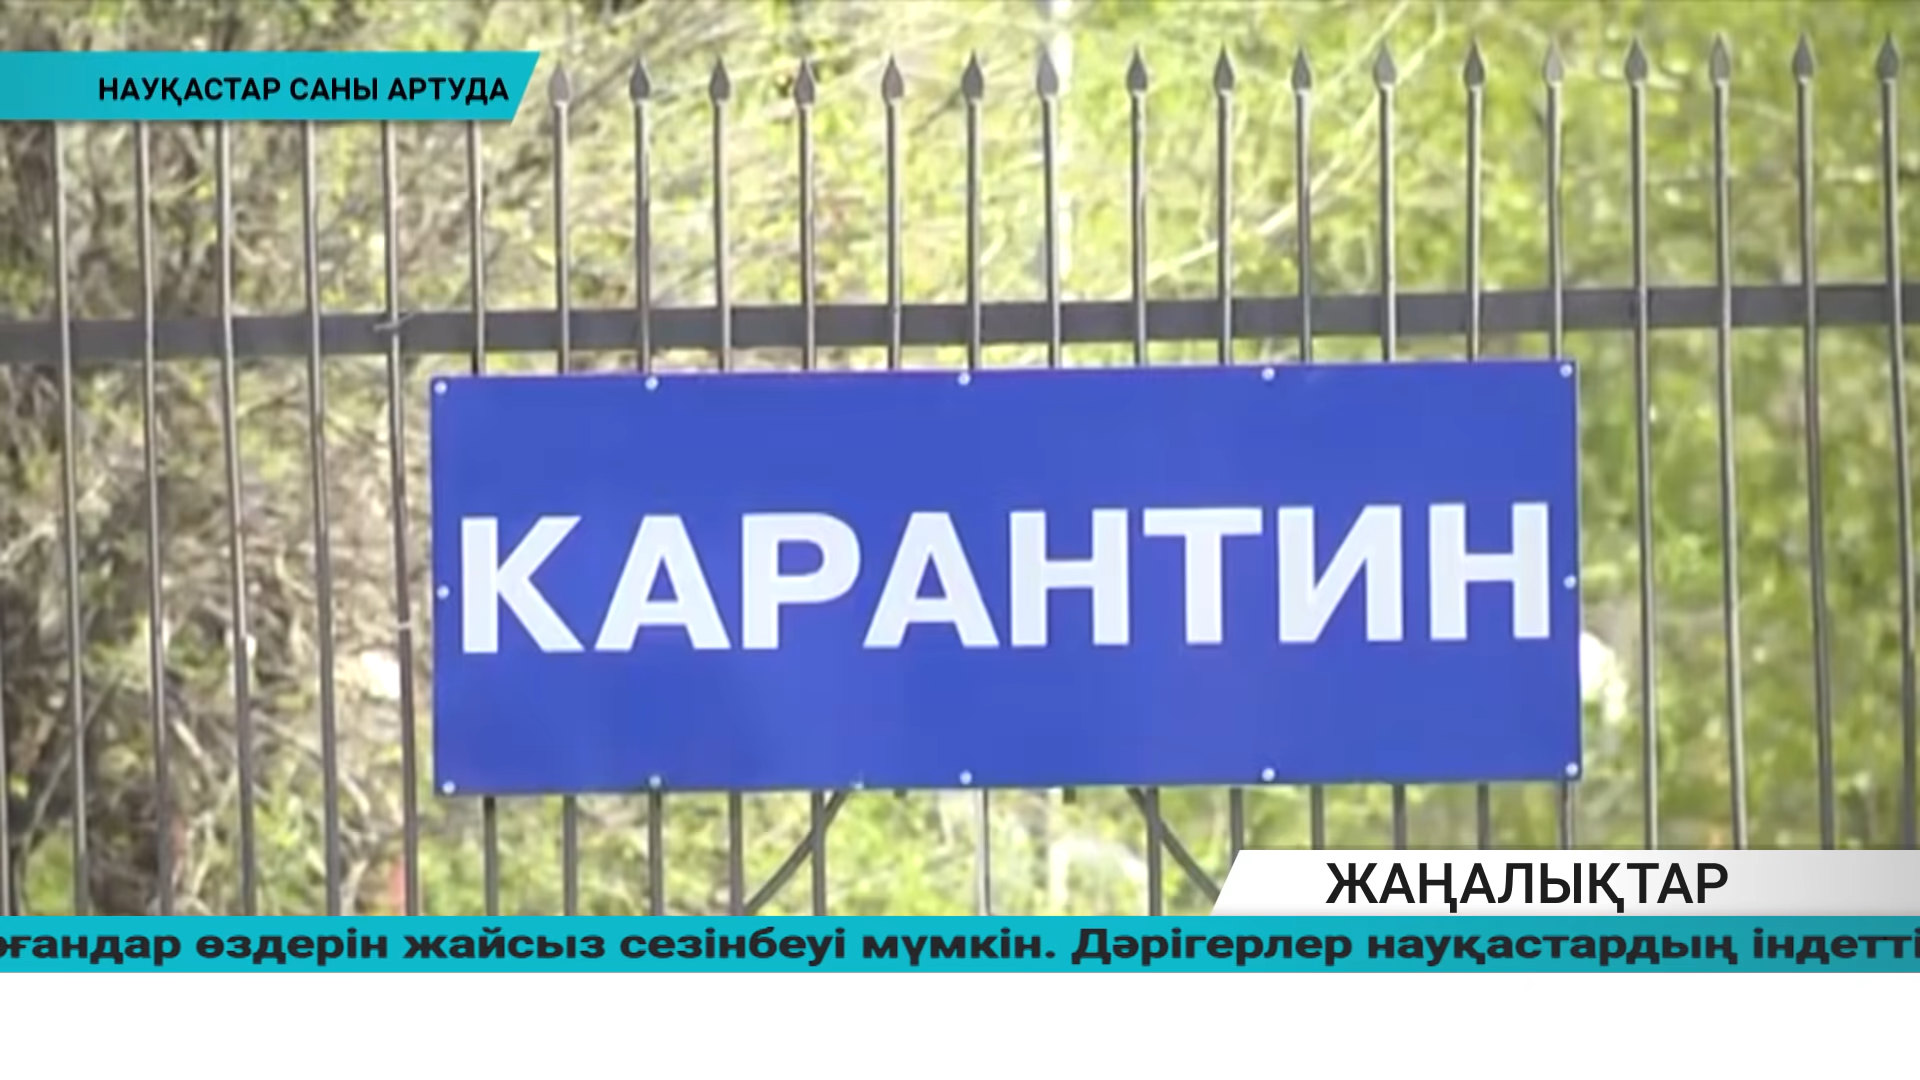 НАУҚАСТАР САНЫ АРТУДА
КАРАНТИН
ЖАҢАЛЫҚТАР
өздерін жайсыз сезінбеуі мүмкін. Дәрігерлер науқастардың